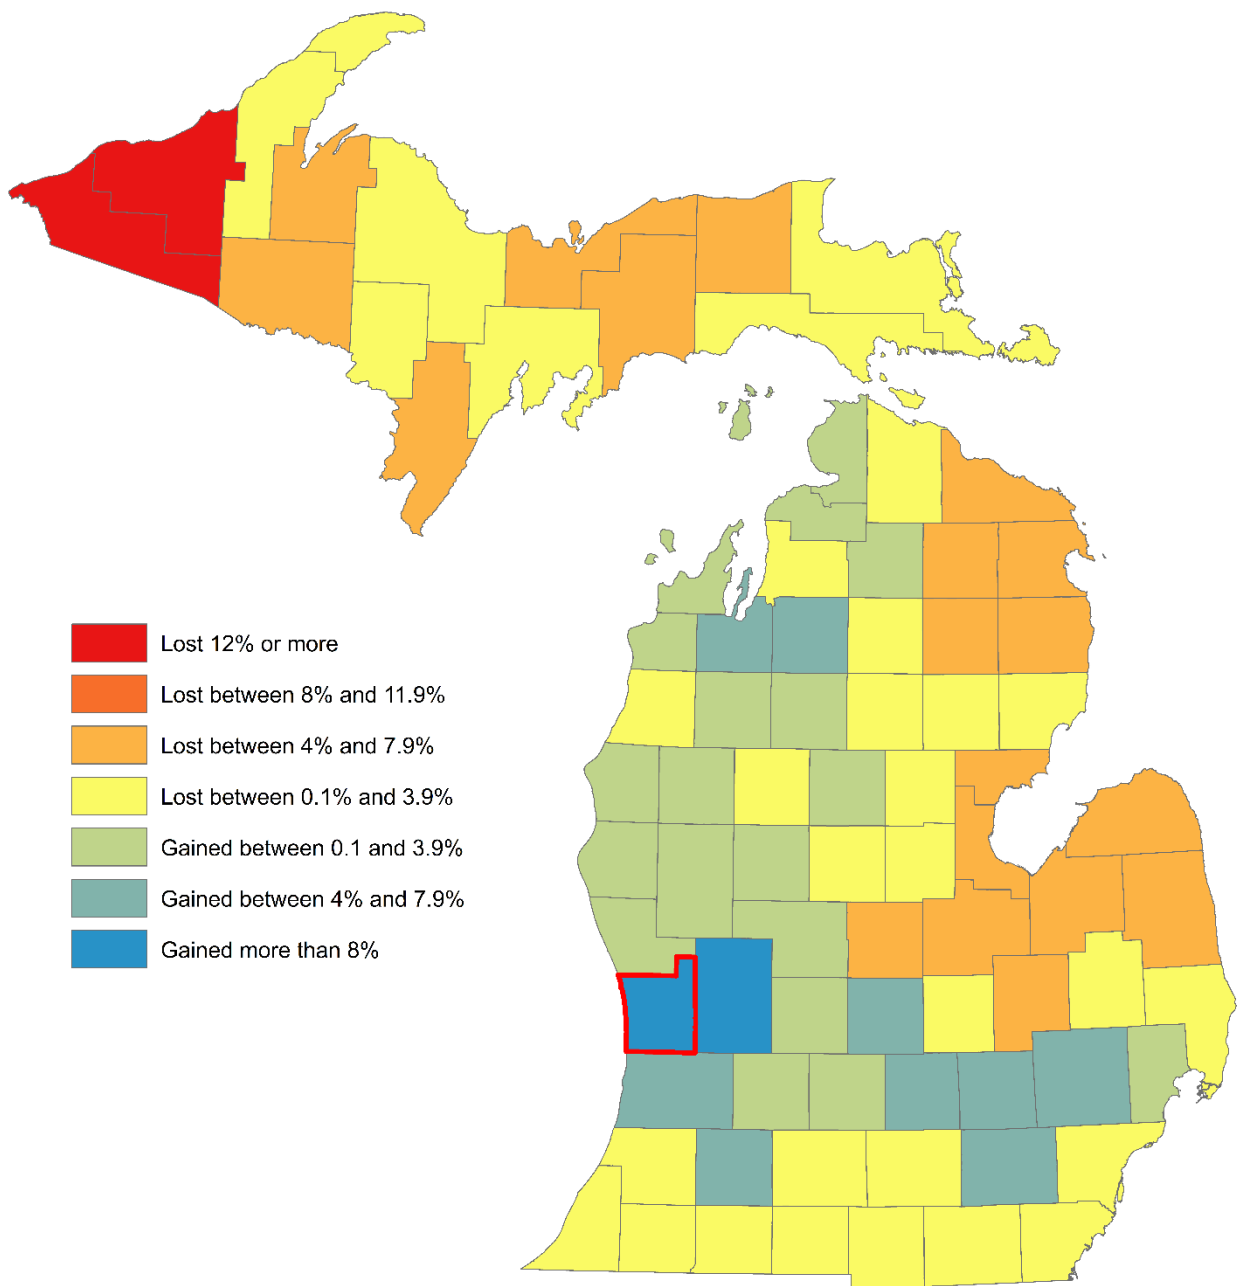 Lost 12% or more
Lost between 8% and 11.9%
Lost between 4% and 7.9%
Lost between 0.1% and 3.9%
Gained between 0.1 and 3.9%
Gained between 4% and 7.9%
Gained more than 8%